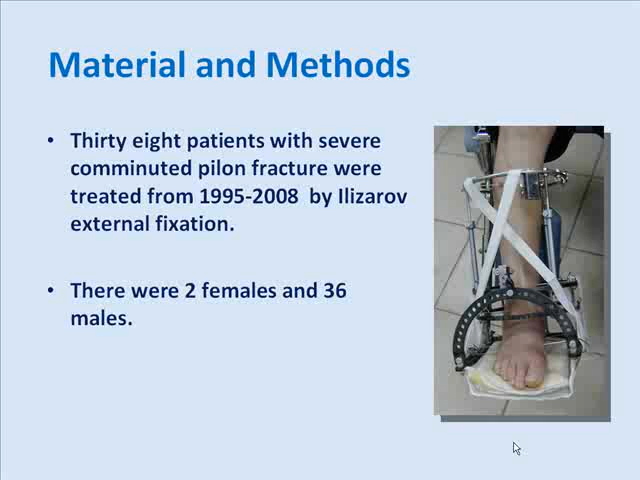 Material and Methods
• Thirty eight patients with severe
comminuted pilon fracture were
treated from 1995-2008 by Ilizarov
external fixation.
• There were 2 females and 36
males.